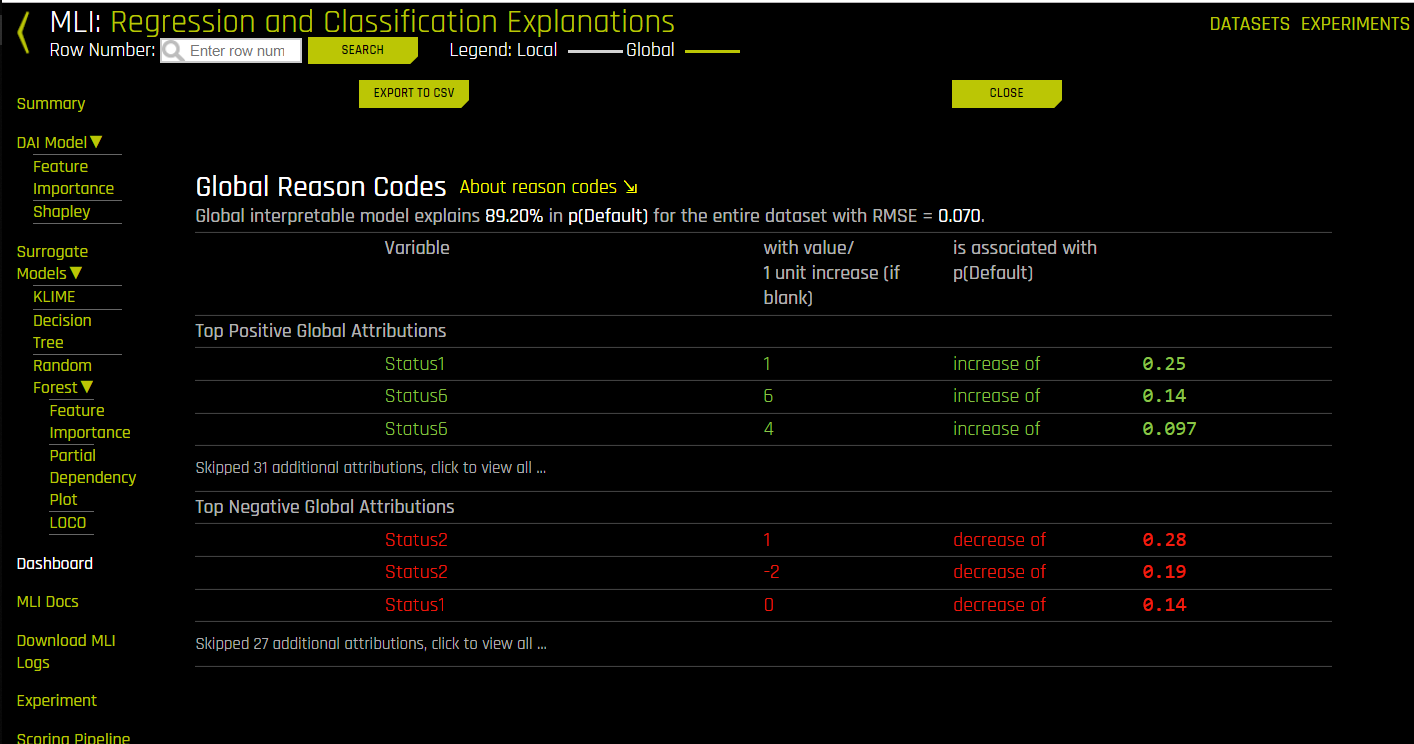 MLI: Regression and Classification Explanations
DATASETS EXPERIMENTS
Row Number: Enter row num SEARCH Legend: Local Global
EXPORT TO CSV CLOSE
Summary
DAI Model▼
Feature
Importance
Shapley
Surrogate
Models▼
KLIME
Decision
Tree
Random
Forest▼
Feature
Importance
Partial
Dependency
Plot
LOCO
Dashboard
MLI Docs
Download MLI
Logs
Experiment
Scoring Pipeline
Global Reason Codes About reason codes ⇲
Global interpretable model explains 89.20% in p(Default) for the entire dataset with RMSE = 0.070.
Variable with value/ is associated with
1 unit increase (if p(Default)
blank)
Top Positive Global Attributions
Status1 1 increase of 0.25
Status6 6 increase of 0.14
Status6 4 increase of 0.097
Skipped 31 additional attributions, click to view all ...
Top Negative Global Attributions
Status2 1 decrease of 0.28
Status2 -2 decrease of 0.19
Status1 0 decrease of 0.14
Skipped 27 additional attributions, click to view all ...